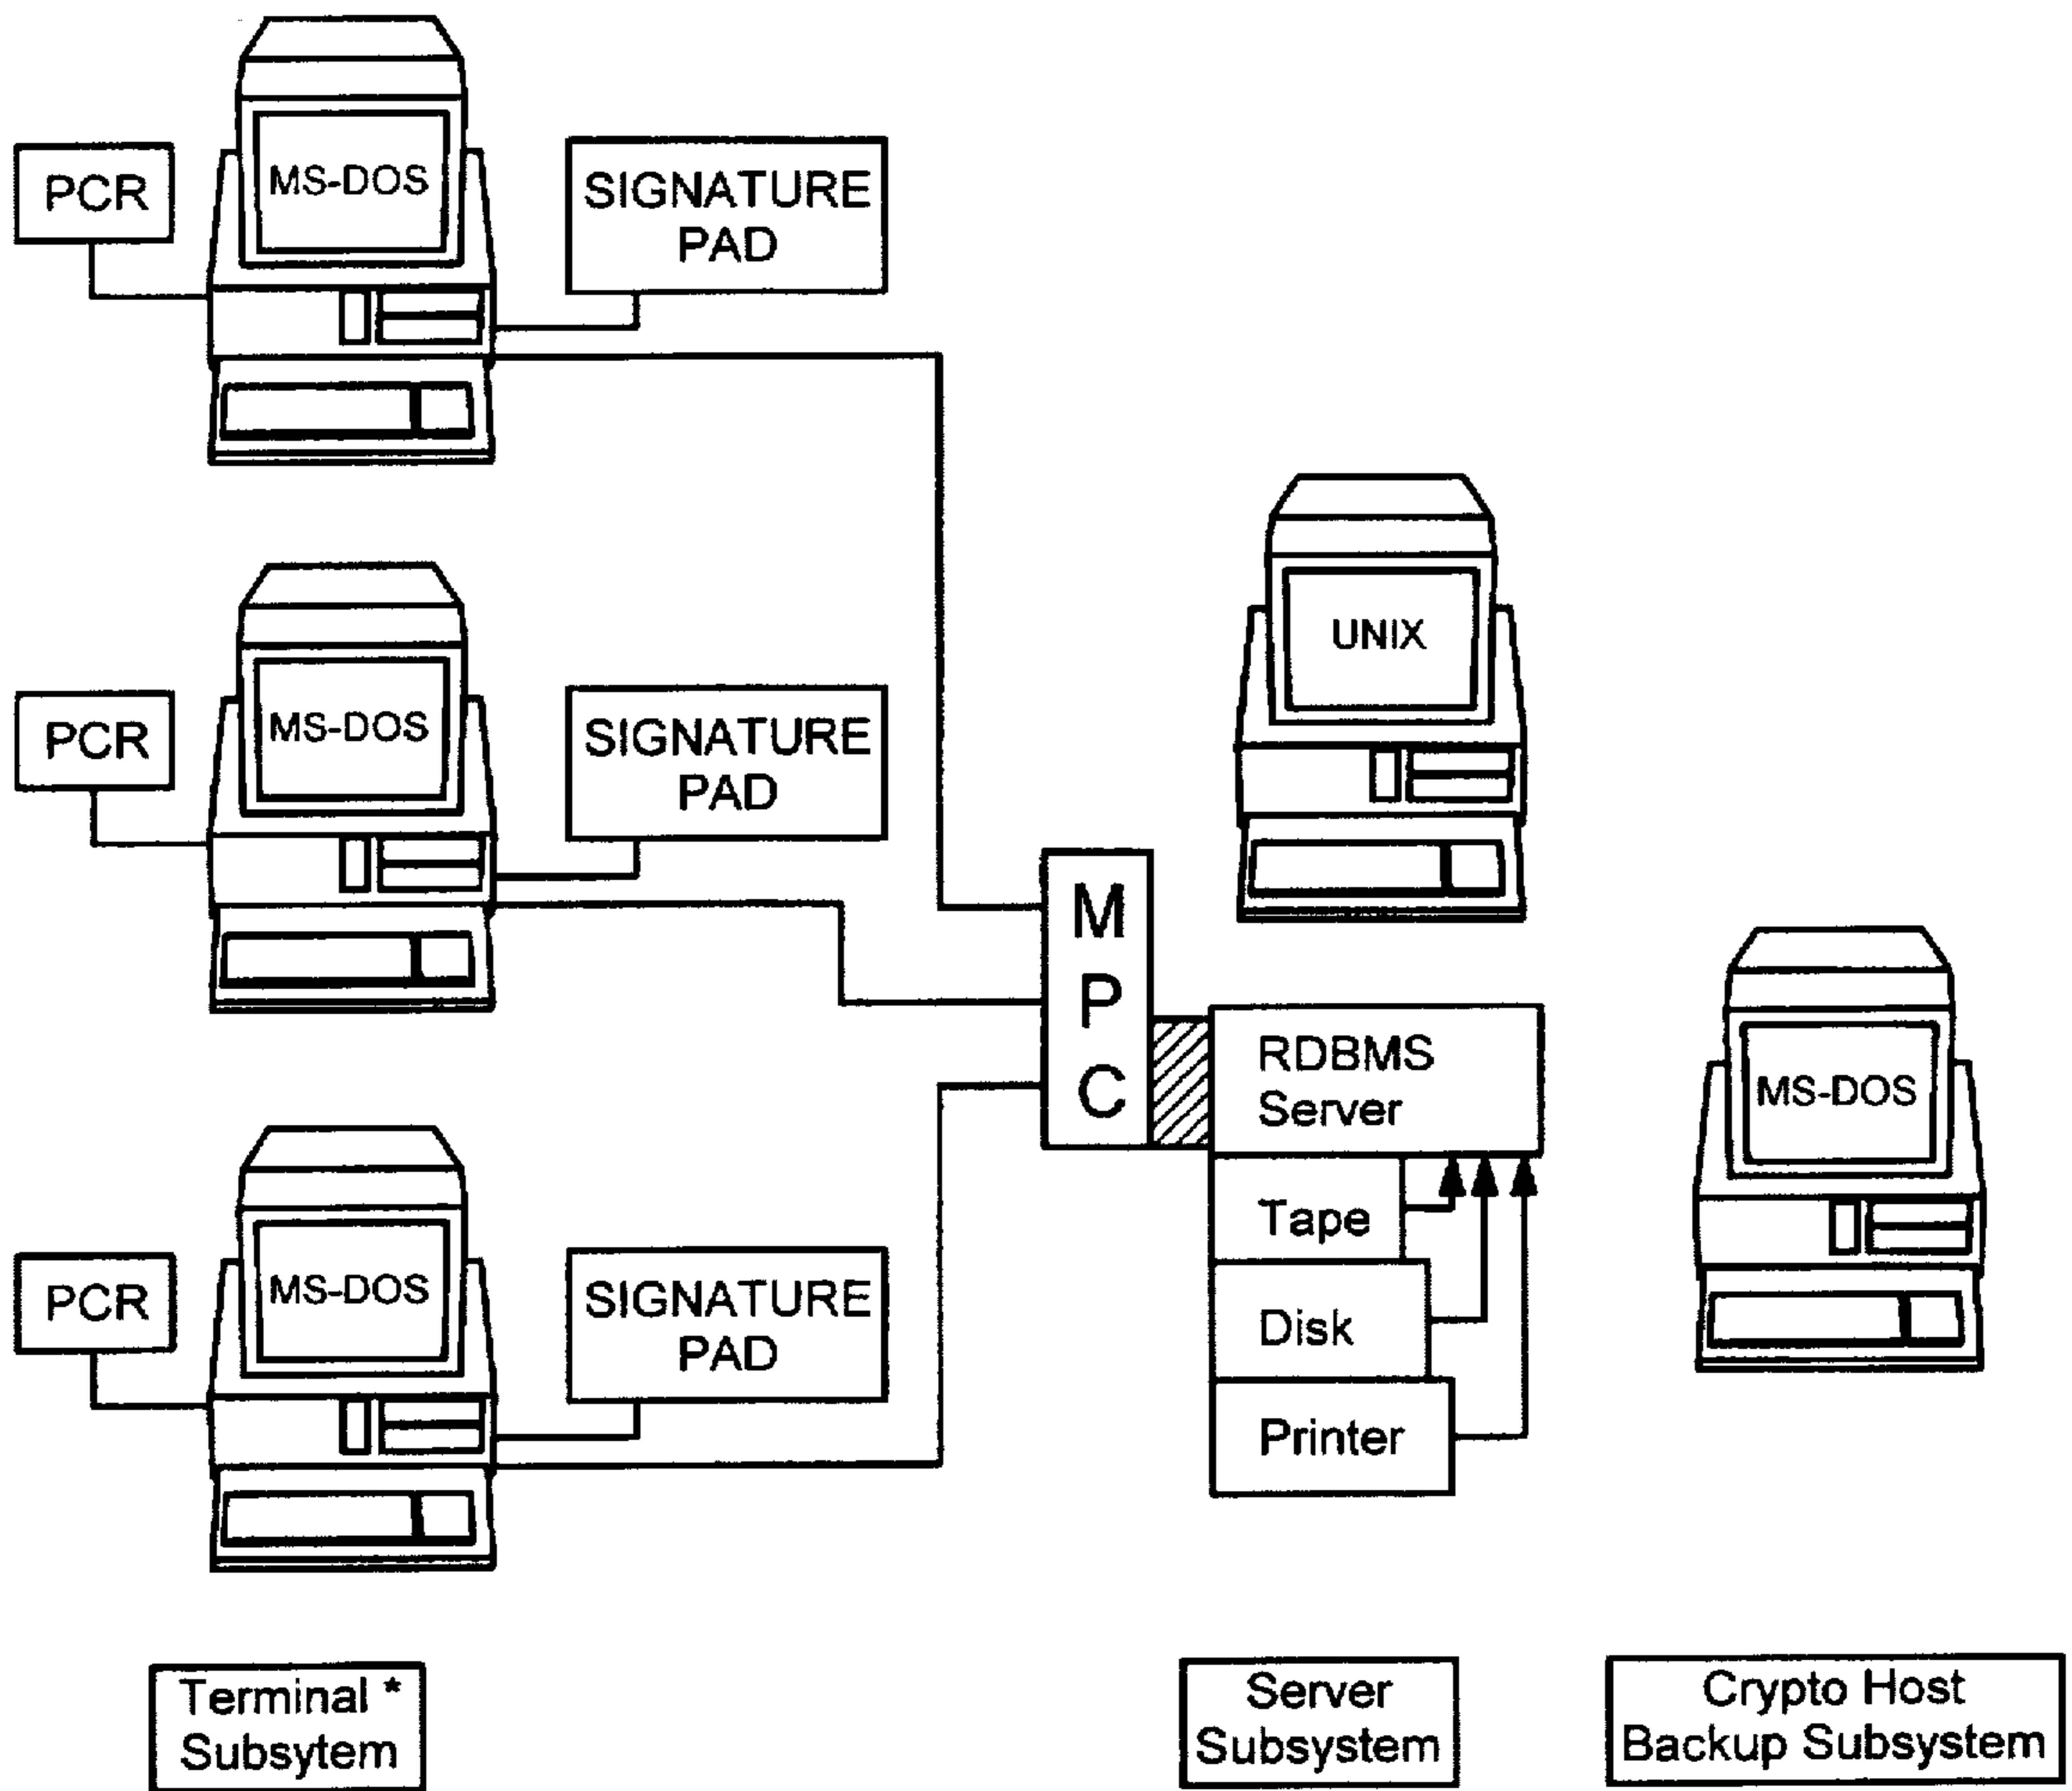 PCR
MS-DOS
SIGNATURE
PAD
PCR
MS-DOS
SIGNATURE
PAD
PCR
MS-DOS
SIGNATURE
PAD
M
P
C
UNIX
RDBMS
Server
Tape
Disk
Printer
MS-DOS
Terminal *
Subsytem
Server
Subsystem
Crypto Host
Backup Subsystem